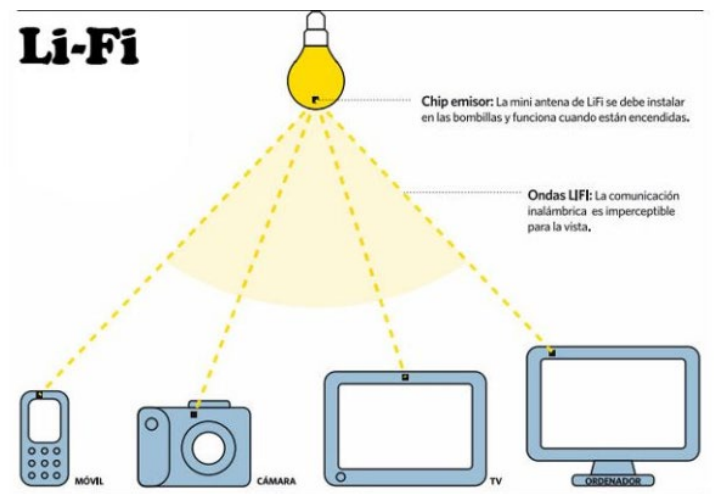 Li-Fi
Chip emisor: La mini antena de LiFi se debe instalar
en las bombillas y funciona cuando están encendidas.
Ondas LIFI: La comunicación
inalámbrica es imperceptible
para la vista.
MÓVIL
CÁMARA
TV
ORDENADOR